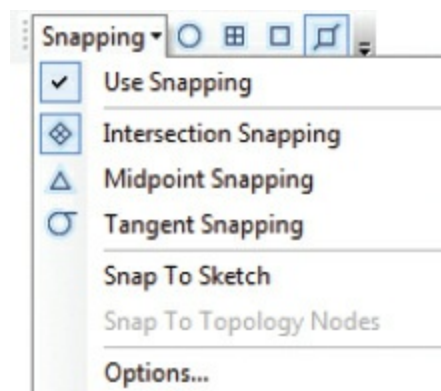 Snapping
Use Snapping
Intersection Snapping
Midpoint Snapping
Tangent Snapping
Snap To Sketch
Snap To Topology Nodes
Options...